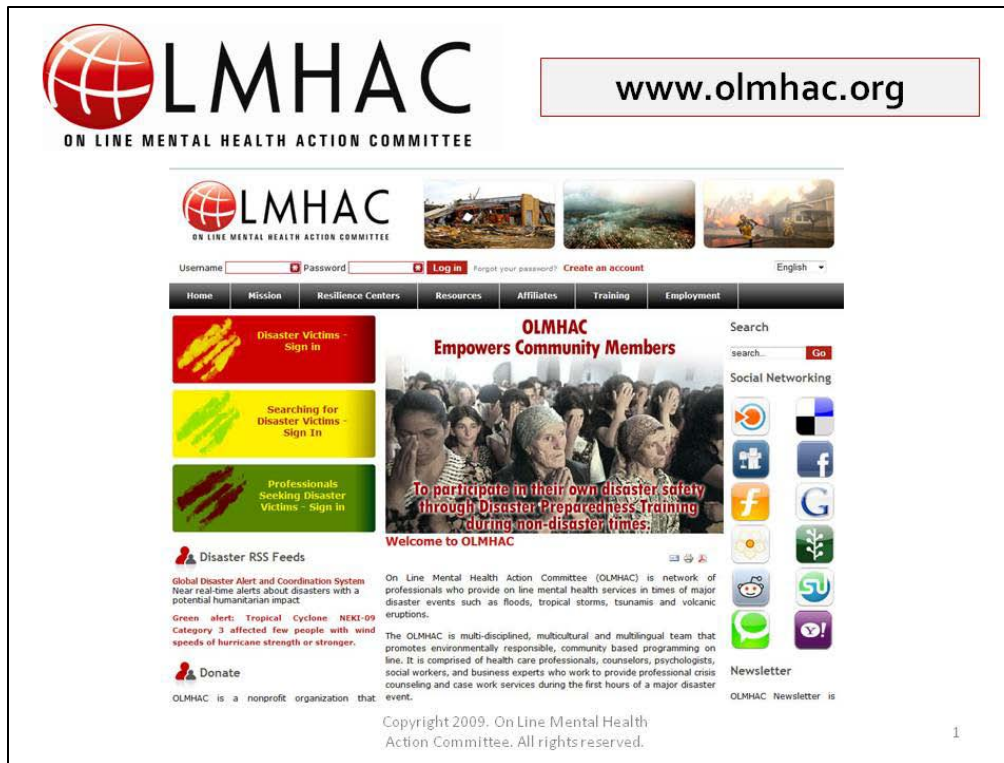 OLMHAC
ON LINE MENTAL HEALTH ACTION COMMITTEE
www.olmhac.org
OLMHAC
ON LINE MENTAL HEALTH ACTION COMMITTEE
Username Password Log in Forgot your password? Create an account English
Home Mission Resilience Centers Resources Affiliates Training Employment
Disaster Victims -
Sign in
Searching for
Disaster Victims -
Sign In
Professionals
Seeking Disaster
Victims - Sign in
Disaster RSS Feeds
Global Disaster Alert and Coordination System
Near real-time alerts about disasters with a
potential humanitarian impact
Green alert: Tropical Cyclone NEKI-09
Category 3 affected few people with wind
speeds of hurricane strength or stronger.
Donate
OLMHAC is a nonprofit organization that
OLMHAC
Empowers Community Members
To participate in their own disaster safety
through Disaster Preparedness Training
during non-disaster times.
Welcome to OLMHAC
On Line Mental Health Action Committee (OLMHAC) is network of
professionals who provide on line mental health services in times of major
disaster events such as floods, tropical storms, tsunamis and volcanic
eruptions.
The OLMHAC is multi-disciplined, multicultural and multilingual team that
promotes environmentally responsible, community based programming on
line. It is comprised of health care professionals, counselors, psychologists,
social workers, and business experts who work to provide professional crisis
counseling and case work services during the first hours of a major disaster
event.
Search
search... Go
Social Networking
f
f
G
Y!
Newsletter
OLMHAC Newsletter is
Copyright 2009. On Line Mental Health
Action Committee. All rights reserved.
1